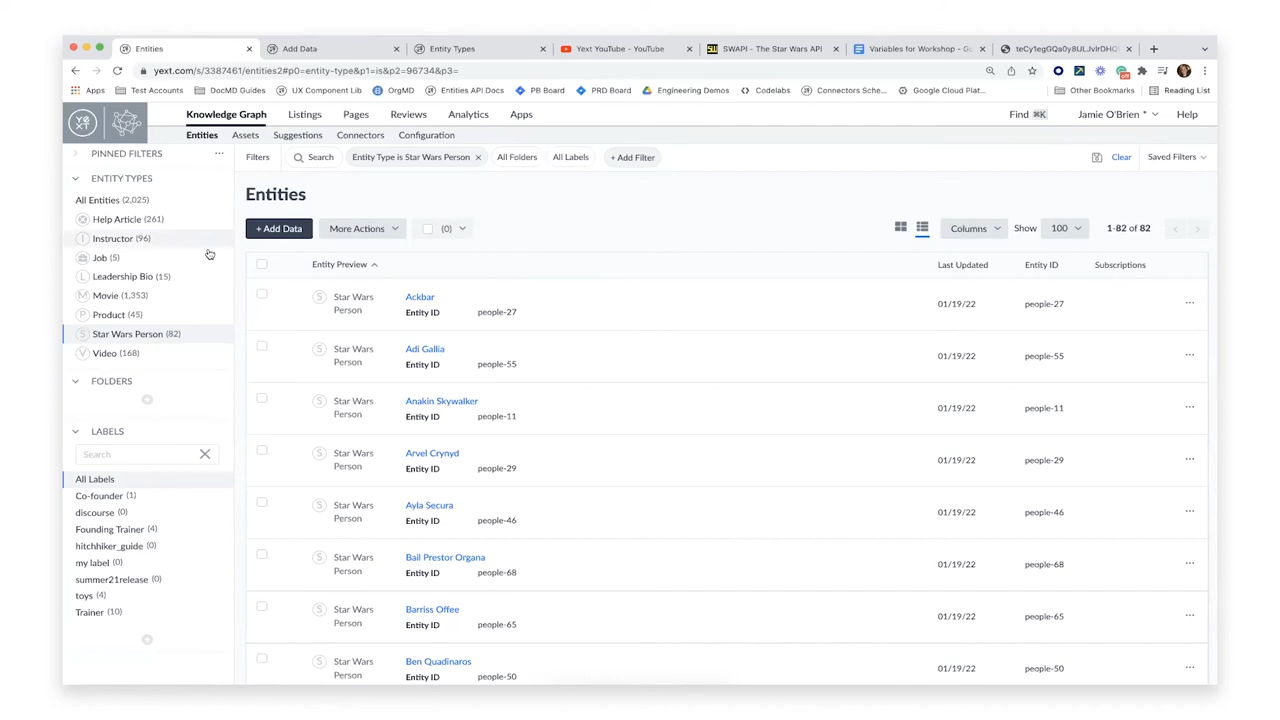 Entities
Add Data
Entity Types
Yext YouTube - YouTube
SWAPI - The Star Wars API
Variables for Workshop - Go
yext.com/s/3387461/entities2#p0=entity-type&p1=is&p2=96734&p3=
Apps
Test Accounts
DocMD Guides
UX Component Lib
OrgMD
Entities API Docs
PB Board
PRD Board
Engineering Demos
Codelabs
Connectors Sche...
Google Cloud Plat...
Other Bookmarks
Reading List
Knowledge Graph
Listings
Pages
Reviews
Analytics
Apps
Find ⌘K
Jamie O'Brien *
Help
Entities
Assets
Suggestions
Connectors
Configuration
PINNED FILTERS
Filters
Search
Entity Type is Star Wars Person
All Folders
All Labels
+ Add Filter
Clear
Saved Filters
ENTITY TYPES
All Entities (2,025)
Help Article (261)
Instructor (96)
Job (5)
Leadership Bio (15)
Movie (1,353)
Product (45)
Star Wars Person (82)
Video (168)
FOLDERS
LABELS
Search
All Labels
Co-founder (1)
discourse (0)
Founding Trainer (4)
hitchhiker_guide (0)
my label (0)
summer21release (0)
toys (4)
Trainer (10)
Entities
+ Add Data
More Actions
(0)
Columns
Show
100
1-82 of 82
Entity Preview
Last Updated
Entity ID
Subscriptions
Star Wars Person
Ackbar
Entity ID people-27
01/19/22
people-27
Star Wars Person
Adi Gallia
Entity ID people-55
01/19/22
people-55
Star Wars Person
Anakin Skywalker
Entity ID people-11
01/19/22
people-11
Star Wars Person
Arvel Crynyd
Entity ID people-29
01/19/22
people-29
Star Wars Person
Ayla Secura
Entity ID people-46
01/19/22
people-46
Star Wars Person
Bail Prestor Organa
Entity ID people-68
01/19/22
people-68
Star Wars Person
Barriss Offee
Entity ID people-65
01/19/22
people-65
Star Wars Person
Ben Quadinaros
Entity ID people-50
01/19/22
people-50